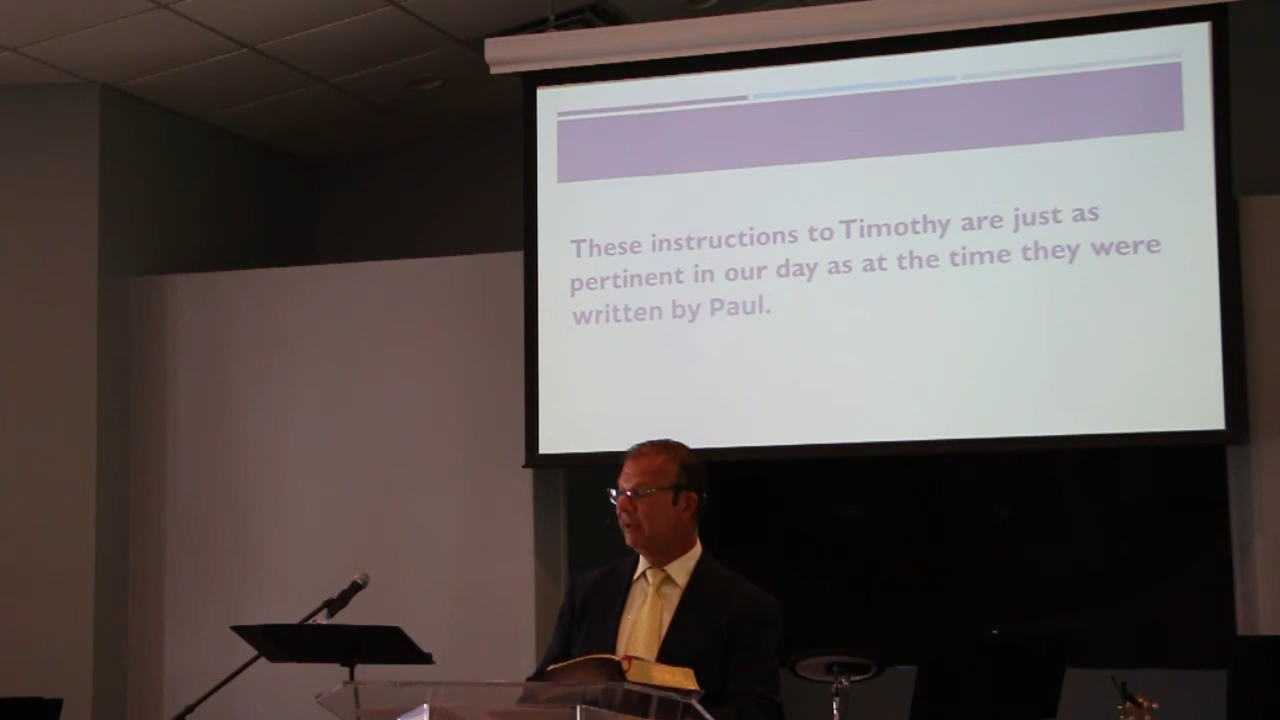 These instructions to Timothy are just as
pertinent in our day as at the time they were
written by Paul.